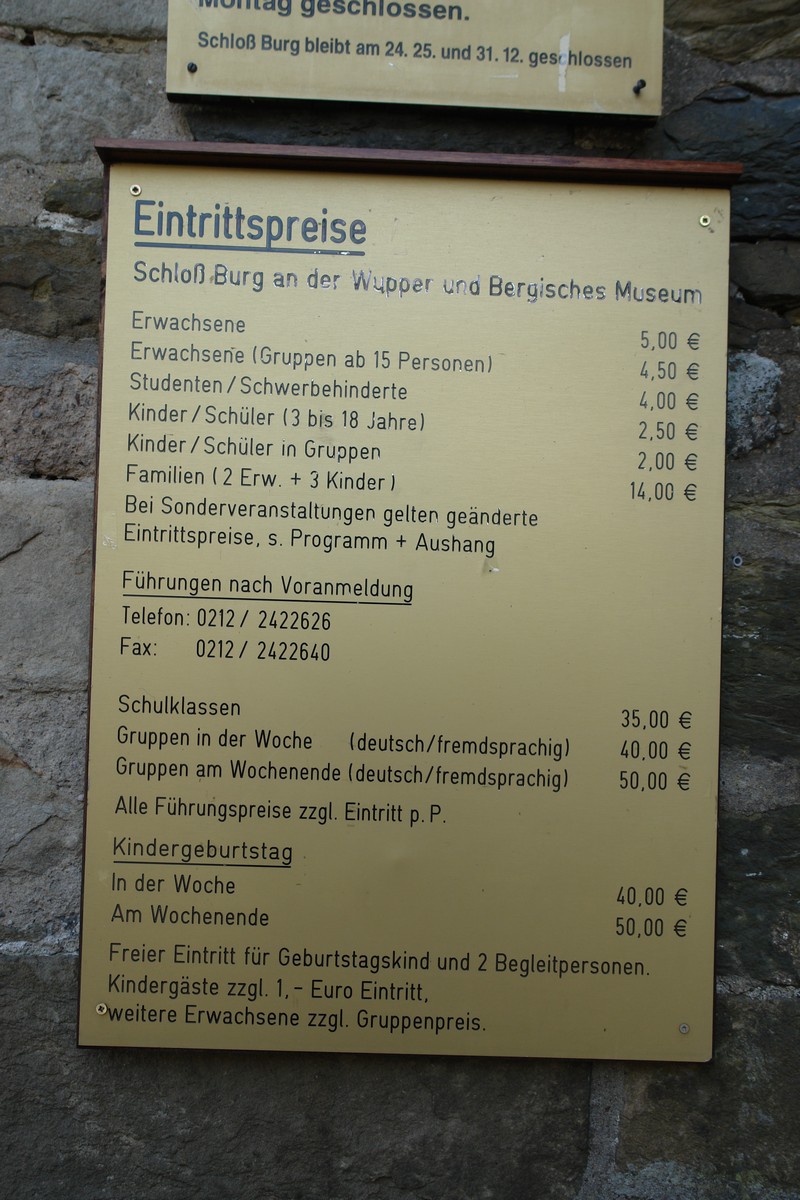 Montag geschlossen.
Schloß Burg bleibt am 24. 25. und 31. 12. geschlossen
Eintrittspreise
Schloß Burg an der Wupper und Bergisches Museum
Erwachsene 5,00 €
Erwachsene (Gruppen ab 15 Personen) 4,50 €
Studenten / Schwerbehinderte 4,00 €
Kinder / Schüler (3 bis 18 Jahre) 2,50 €
Kinder / Schüler in Gruppen 2,00 €
Familien ( 2 Erw. + 3 Kinder ) 14,00 €
Bei Sonderveranstaltungen gelten geänderte
Eintrittspreise, s. Programm + Aushang
Führungen nach Voranmeldung
Telefon: 0212 / 2422626
Fax: 0212 / 2422640
Schulklassen 35,00 €
Gruppen in der Woche (deutsch/fremdsprachig) 40,00 €
Gruppen am Wochenende (deutsch/fremdsprachig) 50,00 €
Alle Führungspreise zzgl. Eintritt p. P.
Kindergeburtstag
In der Woche 40,00 €
Am Wochenende 50,00 €
Freier Eintritt für Geburtstagskind und 2 Begleitpersonen.
Kindergäste zzgl. 1,– Euro Eintritt,
weitere Erwachsene zzgl. Gruppenpreis.